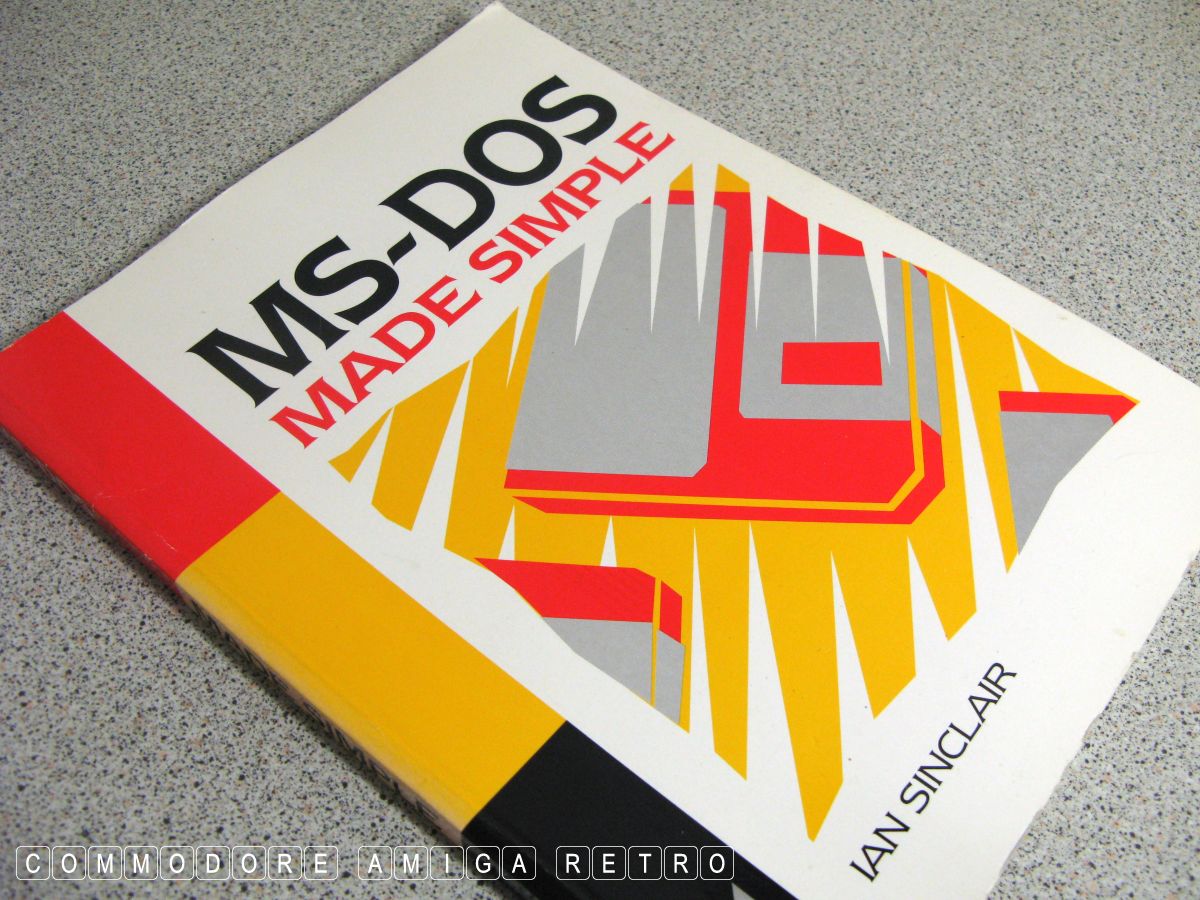 MS-DOS
MADE SIMPLE
IAN SINCLAIR
COMMODORE AMIGA RETRO